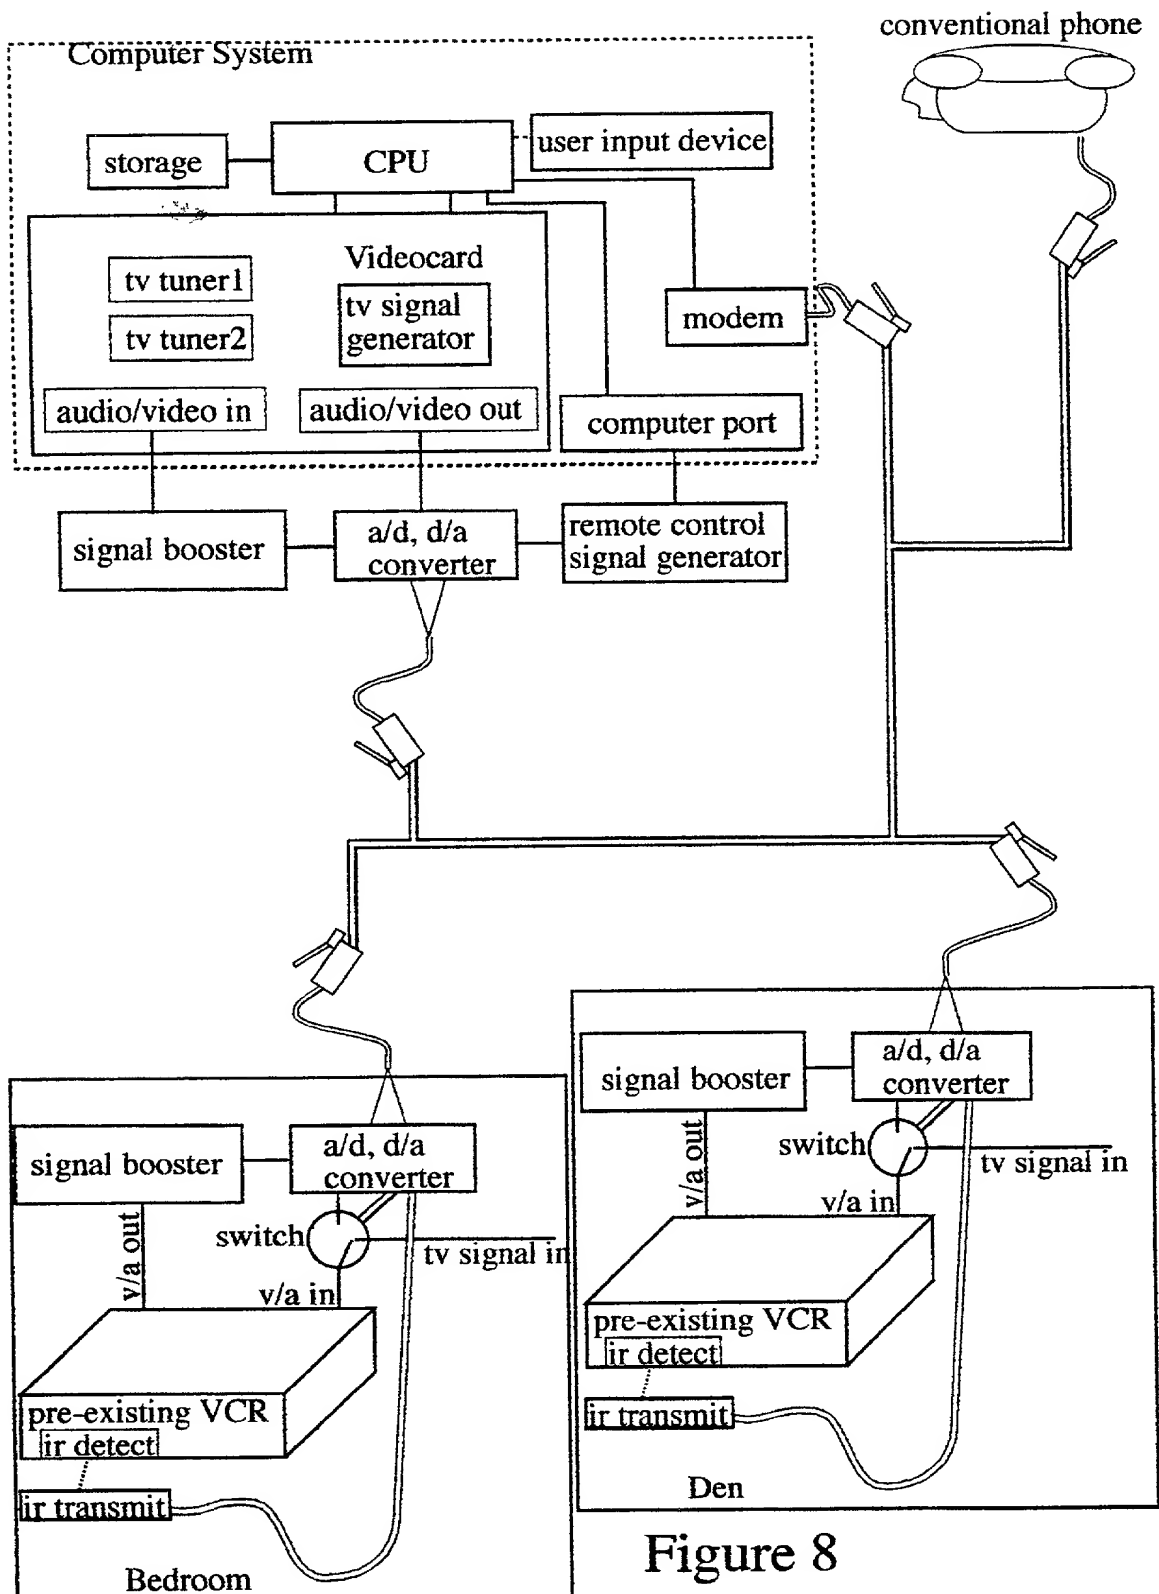 conventional phone
Computer System
storage
CPU
user input device
Videocard
tv tuner1
tv tuner2
tv signal
generator
modem
audio/video in
audio/video out
computer port
signal booster
a/d, d/a
converter
remote control
signal generator
signal booster
a/d, d/a
converter
switch
tv signal in
v/a out
v/a in
pre-existing VCR
ir detect
ir transmit
Den
signal booster
a/d, d/a
converter
switch
tv signal in
v/a out
v/a in
pre-existing VCR
ir detect
ir transmit
Bedroom
Figure 8